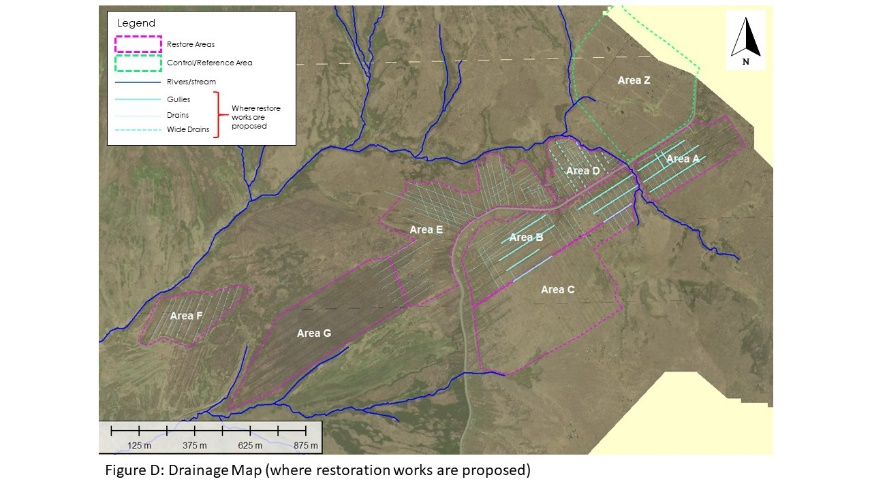 Legend
Restore Areas
Control/Reference Area
Rivers/stream
Gullies
Drains
Wide Drains
Where restore
works are
proposed
N
Area Z
Area A
Area D
Area E
Area B
Area C
Area F
Area G
125 m 375 m 625 m 875 m
Figure D: Drainage Map (where restoration works are proposed)